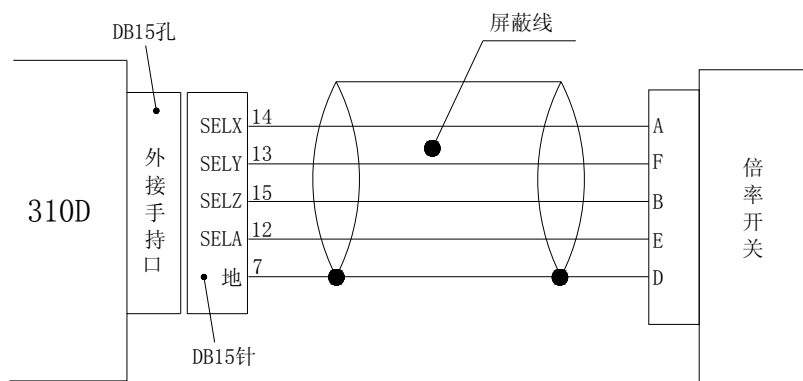 屏蔽线
DB15孔
SELX 14 A
SELY 13 F
SELZ 15 B
SELA 12 E
地 7 D
310D
外接手持口
倍率开关
DB15针